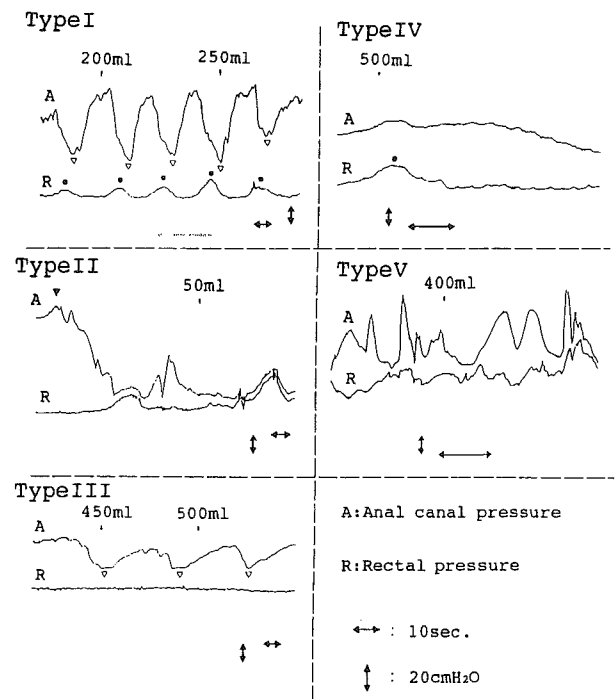 TypeI
200ml 250ml
A
R
TypeIV
500ml
A
R
TypeII
50ml
A
R
TypeV
400ml
A
R
TypeIII
450ml 500ml
A
R
A:Anal canal pressure
R:Rectal pressure
↔ : 10sec.
↕ : 20cmH₂O